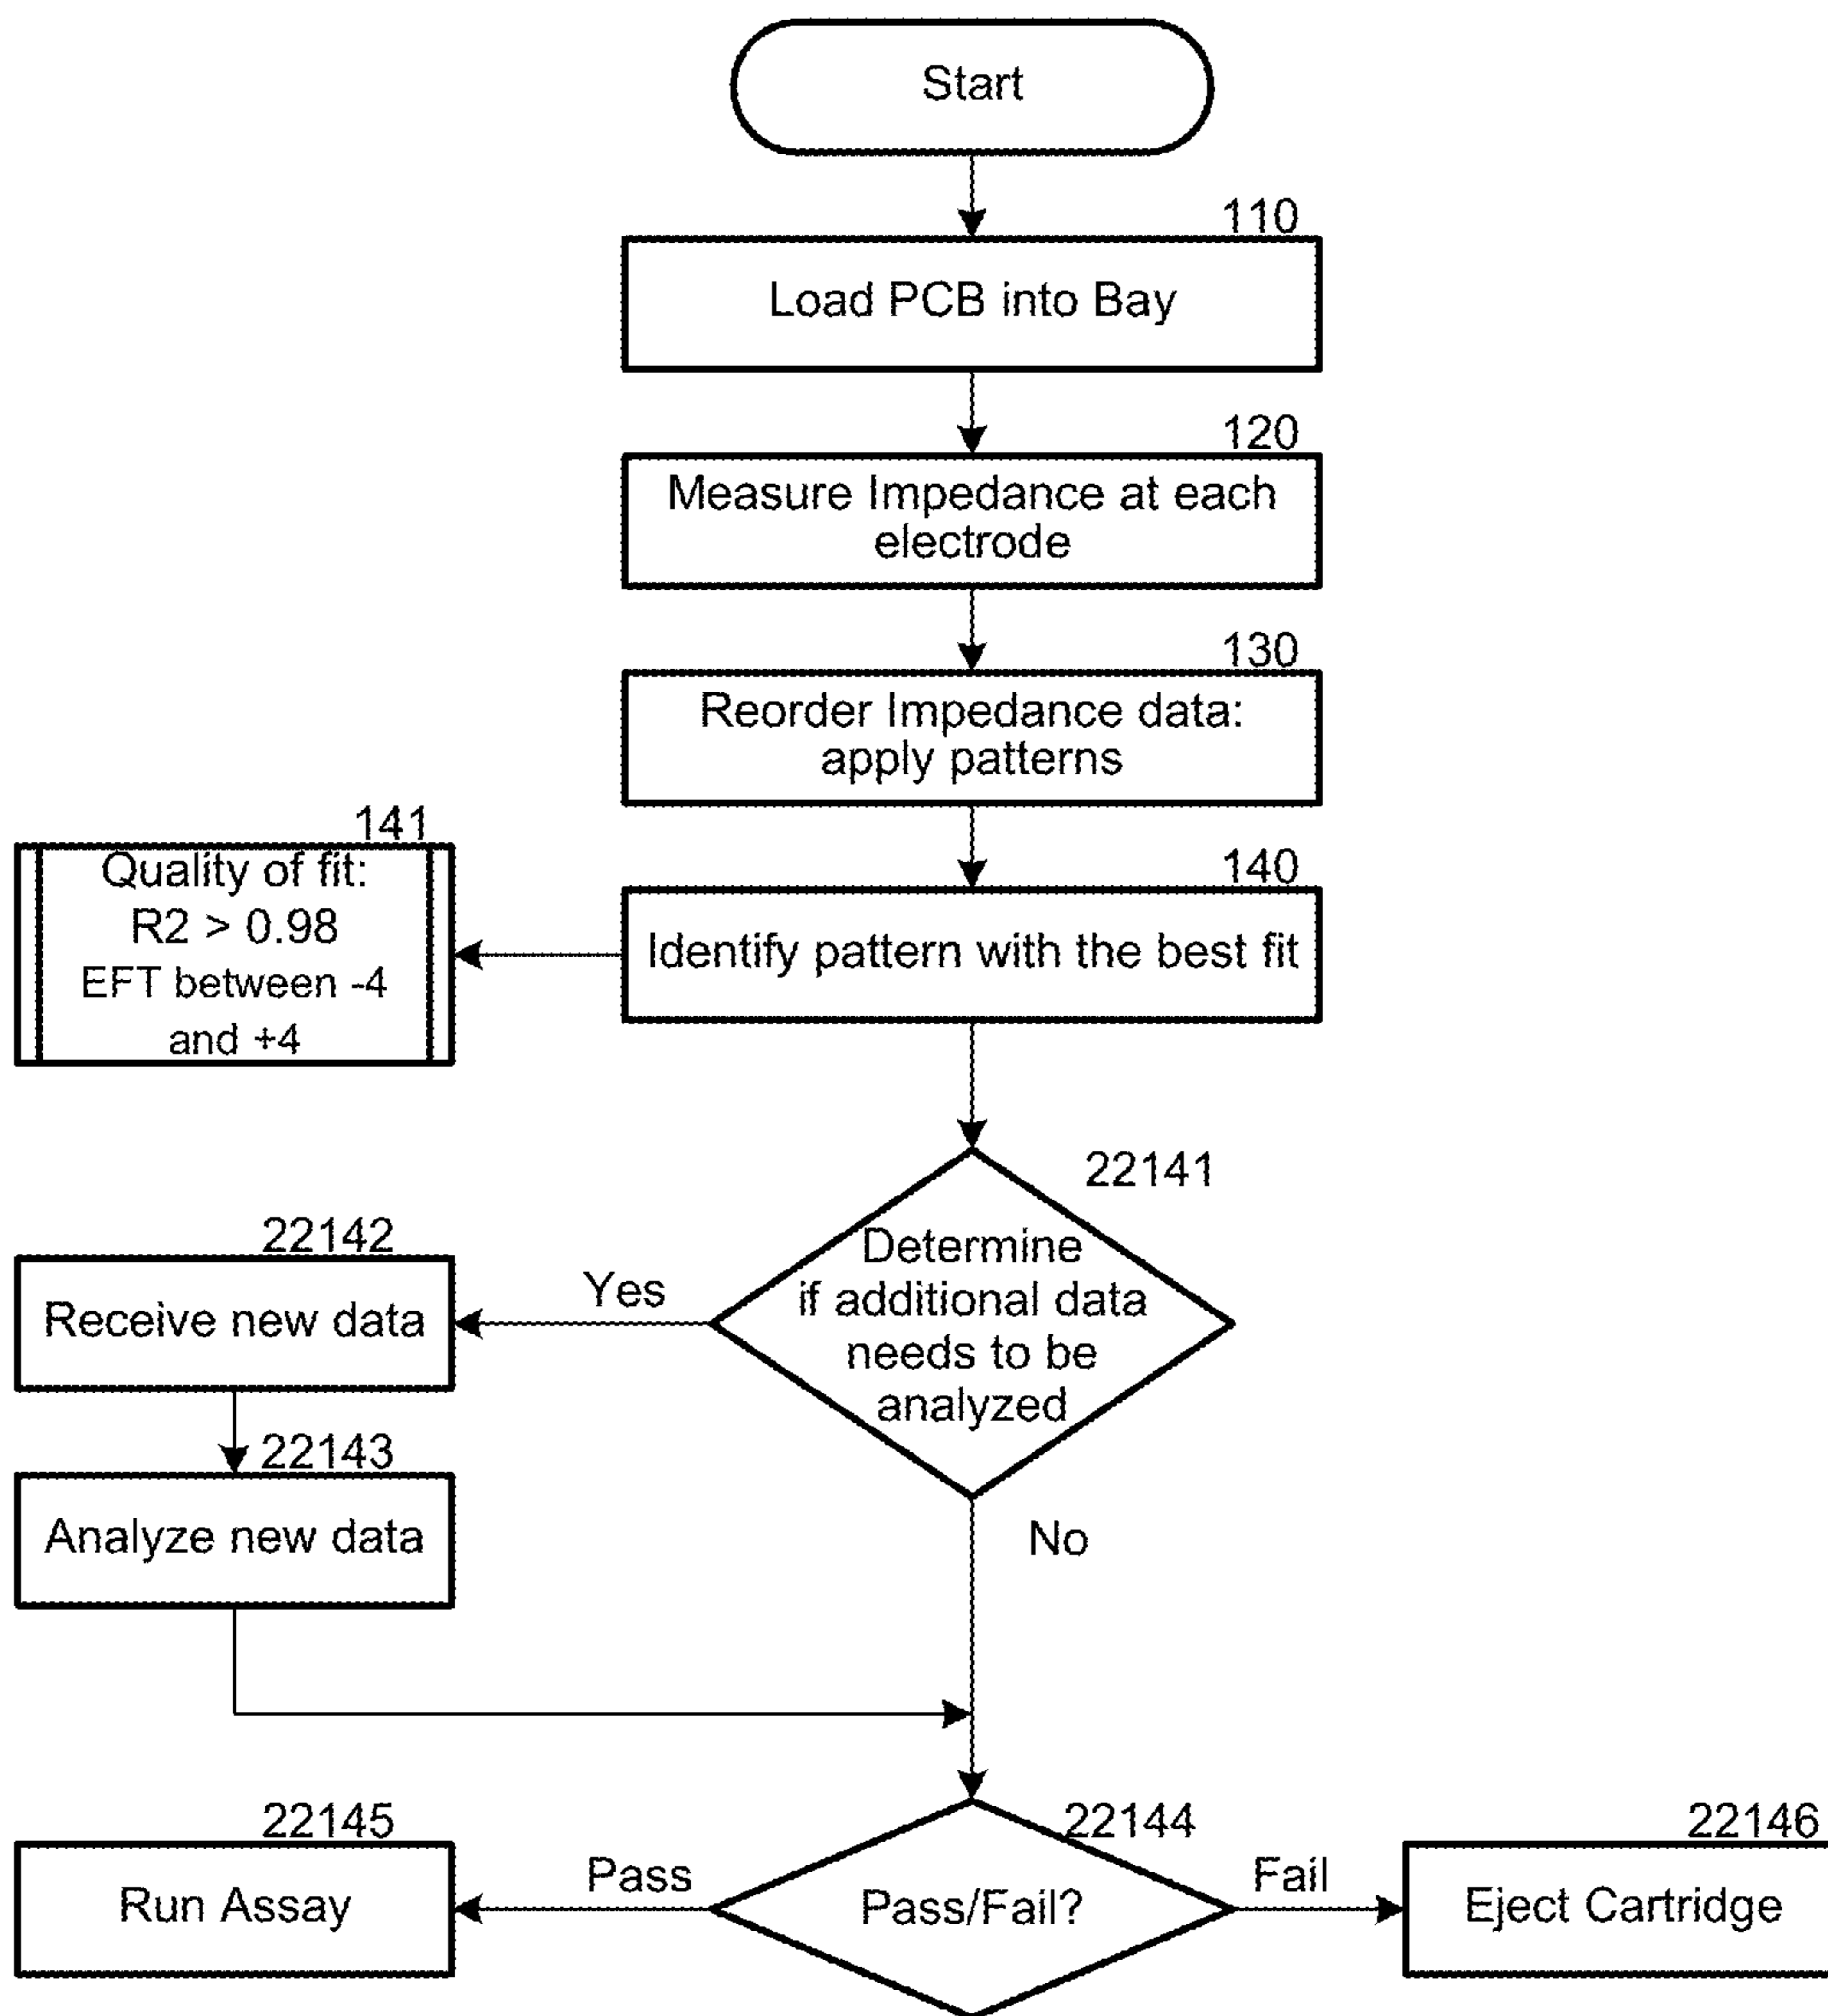 Start
110
Load PCB into Bay
120
Measure Impedance at each
electrode
130
Reorder Impedance data:
apply patterns
141
Quality of fit:
R2 > 0.98
EFT between -4
and +4
140
Identify pattern with the best fit
22141
Determine
if additional data
needs to be
analyzed
Yes
22142
Receive new data
22143
Analyze new data
No
22145
Run Assay
Pass
22144
Pass/Fail?
Fail
22146
Eject Cartridge